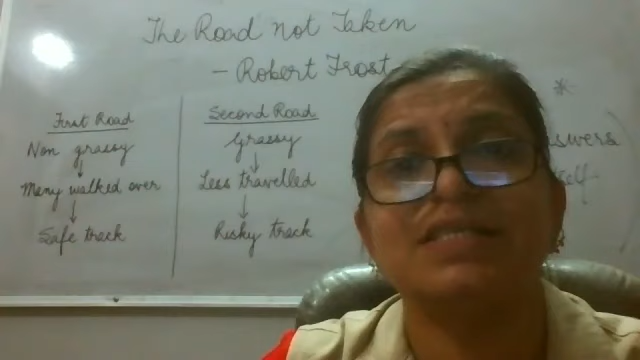 The Road not Taken
- Robert Frost
First Road
Non grassy
↓
Many walked over
↓
Safe track
Second Road
Grassy
↓
Less travelled
↓
Risky track
*